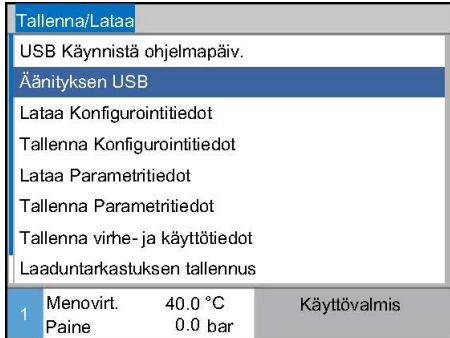 Tallenna/Lataa
USB Käynnistä ohjelmapäiv.
Äänityksen USB
Lataa Konfigurointitiedot
Tallenna Konfigurointitiedot
Lataa Parametritiedot
Tallenna Parametritiedot
Tallenna virhe- ja käyttötiedot
Laaduntarkastuksen tallennus
1 Menovirt. 40.0 °C Käyttövalmis
Paine 0.0 bar